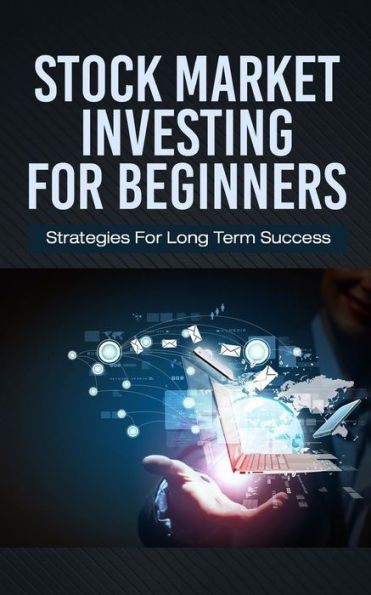 STOCK MARKET
INVESTING
FOR BEGINNERS
Strategies For Long Term Success